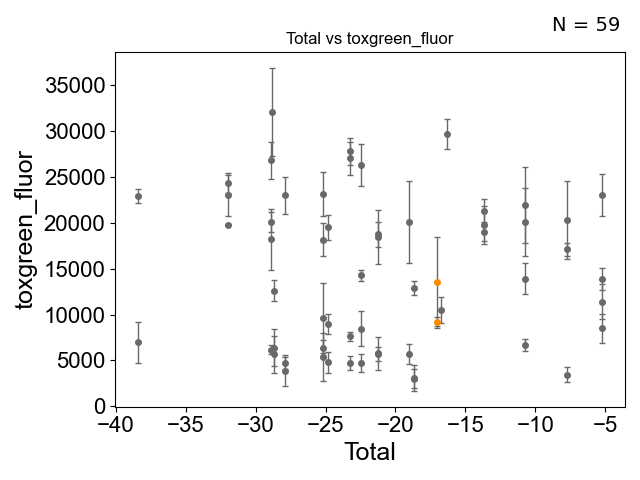 N = 59
Total vs toxgreen_fluor
toxgreen_fluor
35000
30000
25000
20000
15000
10000
5000
0
−40 −35 −30 −25 −20 −15 −10 −5
Total